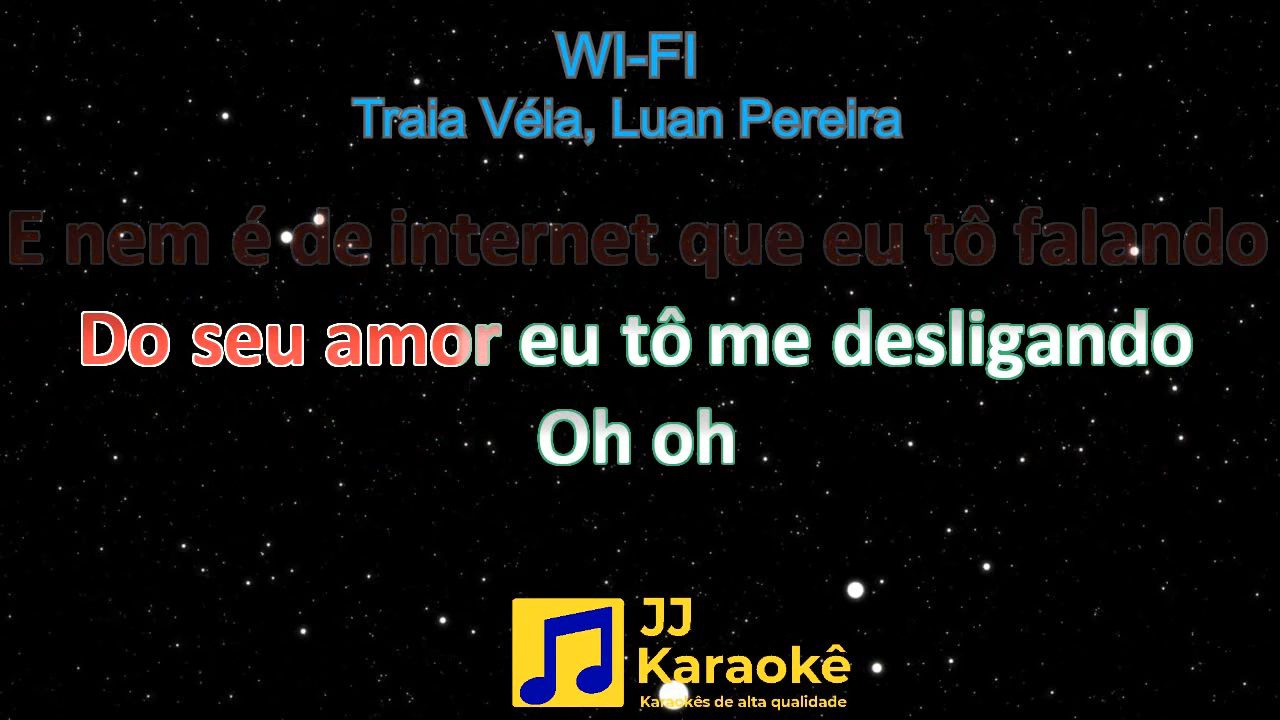 WI-FI
Traia Véia, Luan Pereira
E nem é de internet que eu tô falando
Do seu amor eu tô me desligando
Oh oh
JJ
Karaokê
Karaokês de alta qualidade